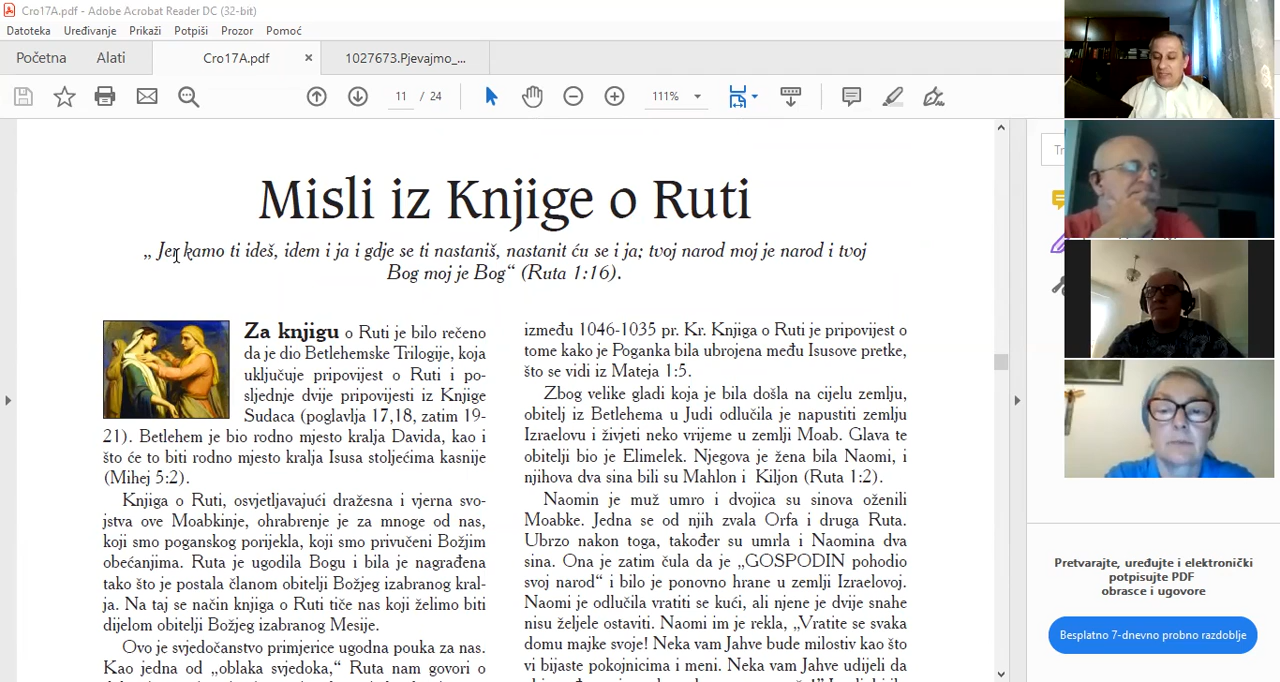 Cro17A.pdf - Adobe Acrobat Reader DC (32-bit)
Datoteka Uređivanje Prikaži Potpiši Prozor Pomoć
Početna Alati Cro17A.pdf × 1027673.Pjevajmo_...
11 / 24 111%
Misli iz Knjige o Ruti
„ Jer kamo ti ideš, idem i ja i gdje se ti nastaniš, nastanit ću se i ja; tvoj narod moj je narod i tvoj
Bog moj je Bog“ (Ruta 1:16).
Za knjigu o Ruti je bilo rečeno
da je dio Betlehemske Trilogije, koja
uključuje pripovijest o Ruti i po-
sljednje dvije pripovijesti iz Knjige
Sudaca (poglavlja 17,18, zatim 19-
21). Betlehem je bio rodno mjesto kralja Davida, kao i
što će to biti rodno mjesto kralja Isusa stoljećima kasnije
(Mihej 5:2).
Knjiga o Ruti, osvjetljavajući dražesna i vjerna svo-
jstva ove Moabkinje, ohrabrenje je za mnoge od nas,
koji smo poganskog porijekla, koji smo privučeni Božjim
obećanjima. Ruta je ugodila Bogu i bila je nagrađena
tako što je postala članom obitelji Božjeg izabranog kral-
ja. Na taj se način knjiga o Ruti tiče nas koji želimo biti
dijelom obitelji Božjeg izabranog Mesije.
Ovo je svjedočanstvo primjerice ugodna pouka za nas.
Kao jedna od „oblaka svjedoka,“ Ruta nam govori o
između 1046-1035 pr. Kr. Knjiga o Ruti je pripovijest o
tome kako je Poganka bila ubrojena među Isusove pretke,
što se vidi iz Mateja 1:5.
Zbog velike gladi koja je bila došla na cijelu zemlju,
obitelj iz Betlehema u Judi odlučila je napustiti zemlju
Izraelovu i živjeti neko vrijeme u zemlji Moab. Glava te
obitelji bio je Elimelek. Njegova je žena bila Naomi, i
njihova dva sina bili su Mahlon i Kiljon (Ruta 1:2).
Naomin je muž umro i dvojica su sinova oženili
Moabke. Jedna se od njih zvala Orfa i druga Ruta.
Ubrzo nakon toga, također su umrla i Naomina dva
sina. Ona je zatim čula da je „GOSPODIN pohodio
svoj narod“ i bilo je ponovno hrane u zemlji Izraelovoj.
Naomi je odlučila vratiti se kući, ali njene je dvije snahe
nisu željele ostaviti. Naomi im je rekla, „Vratite se svaka
domu majke svoje! Neka vam Jahve bude milostiv kao što
vi bijaste pokojnicima i meni. Neka vam Jahve udijeli da
Pretvarajte, uređujte i elektronički
potpisujte PDF
obrasce i ugovore
Besplatno 7-dnevno probno razdoblje